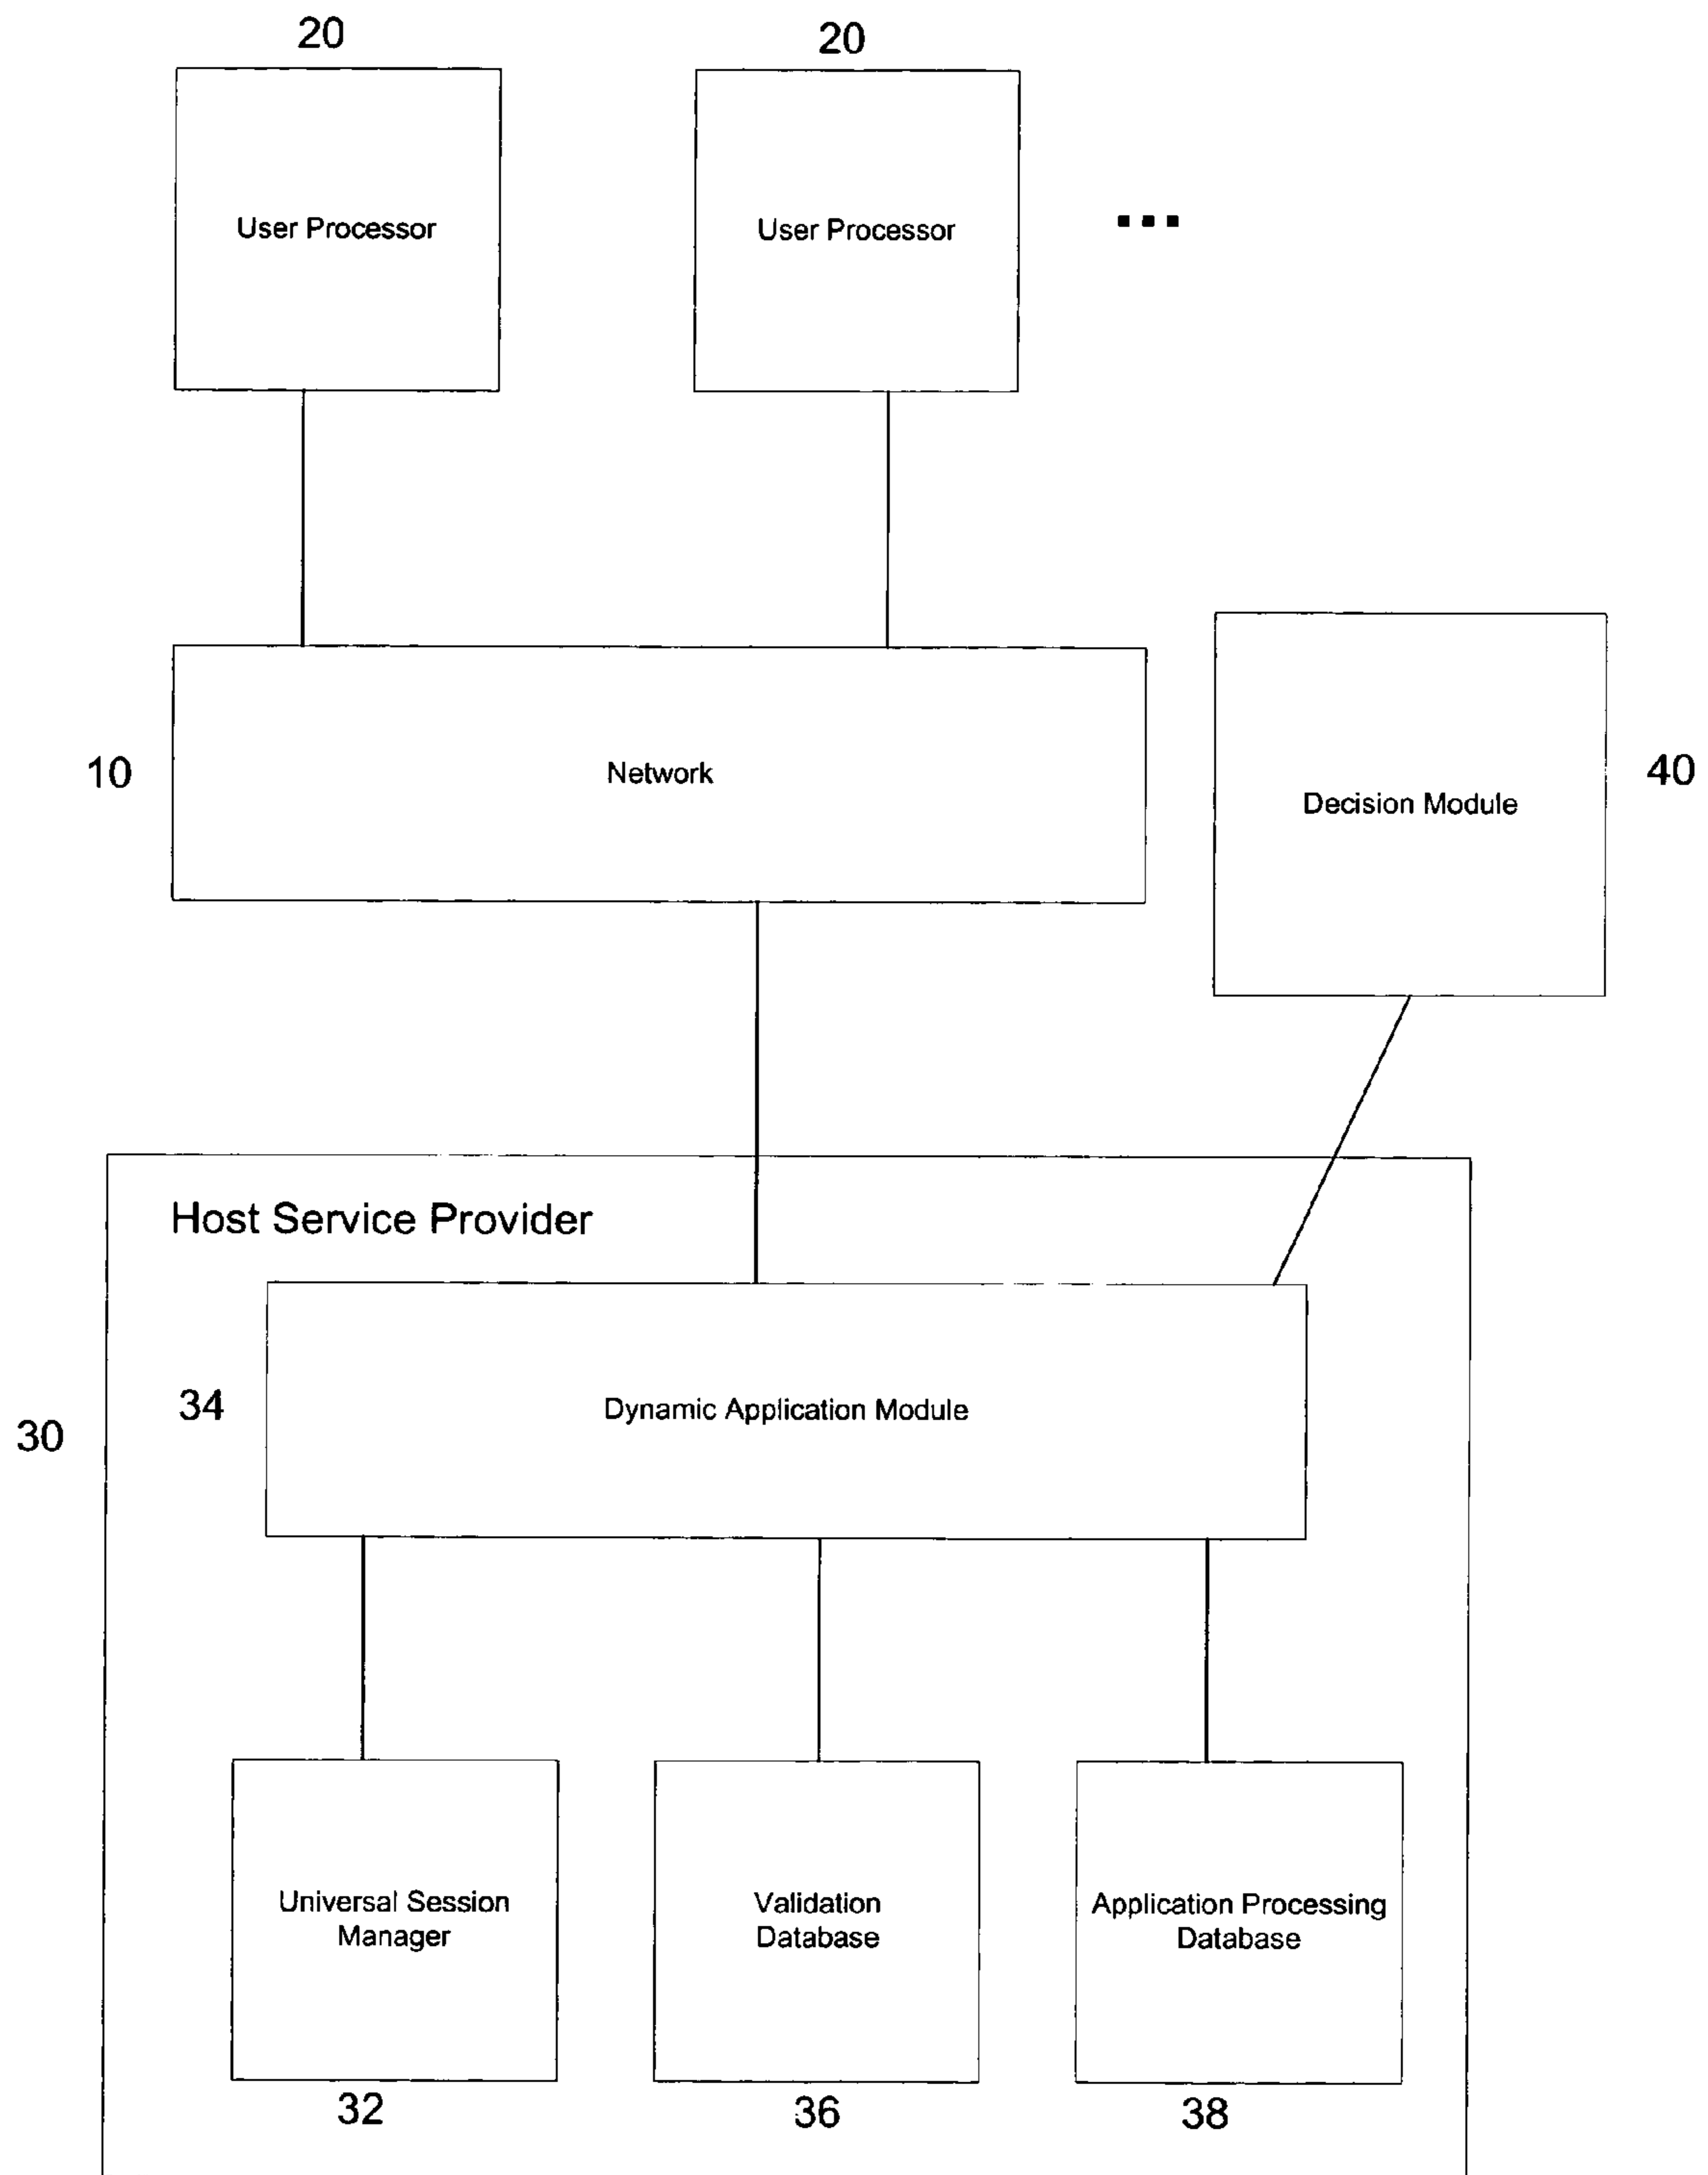 20
20
User Processor
User Processor
...
10
Network
Decision Module
40
Host Service Provider
34
Dynamic Application Module
30
Universal Session
Manager
Validation
Database
Application Processing
Database
32
36
38